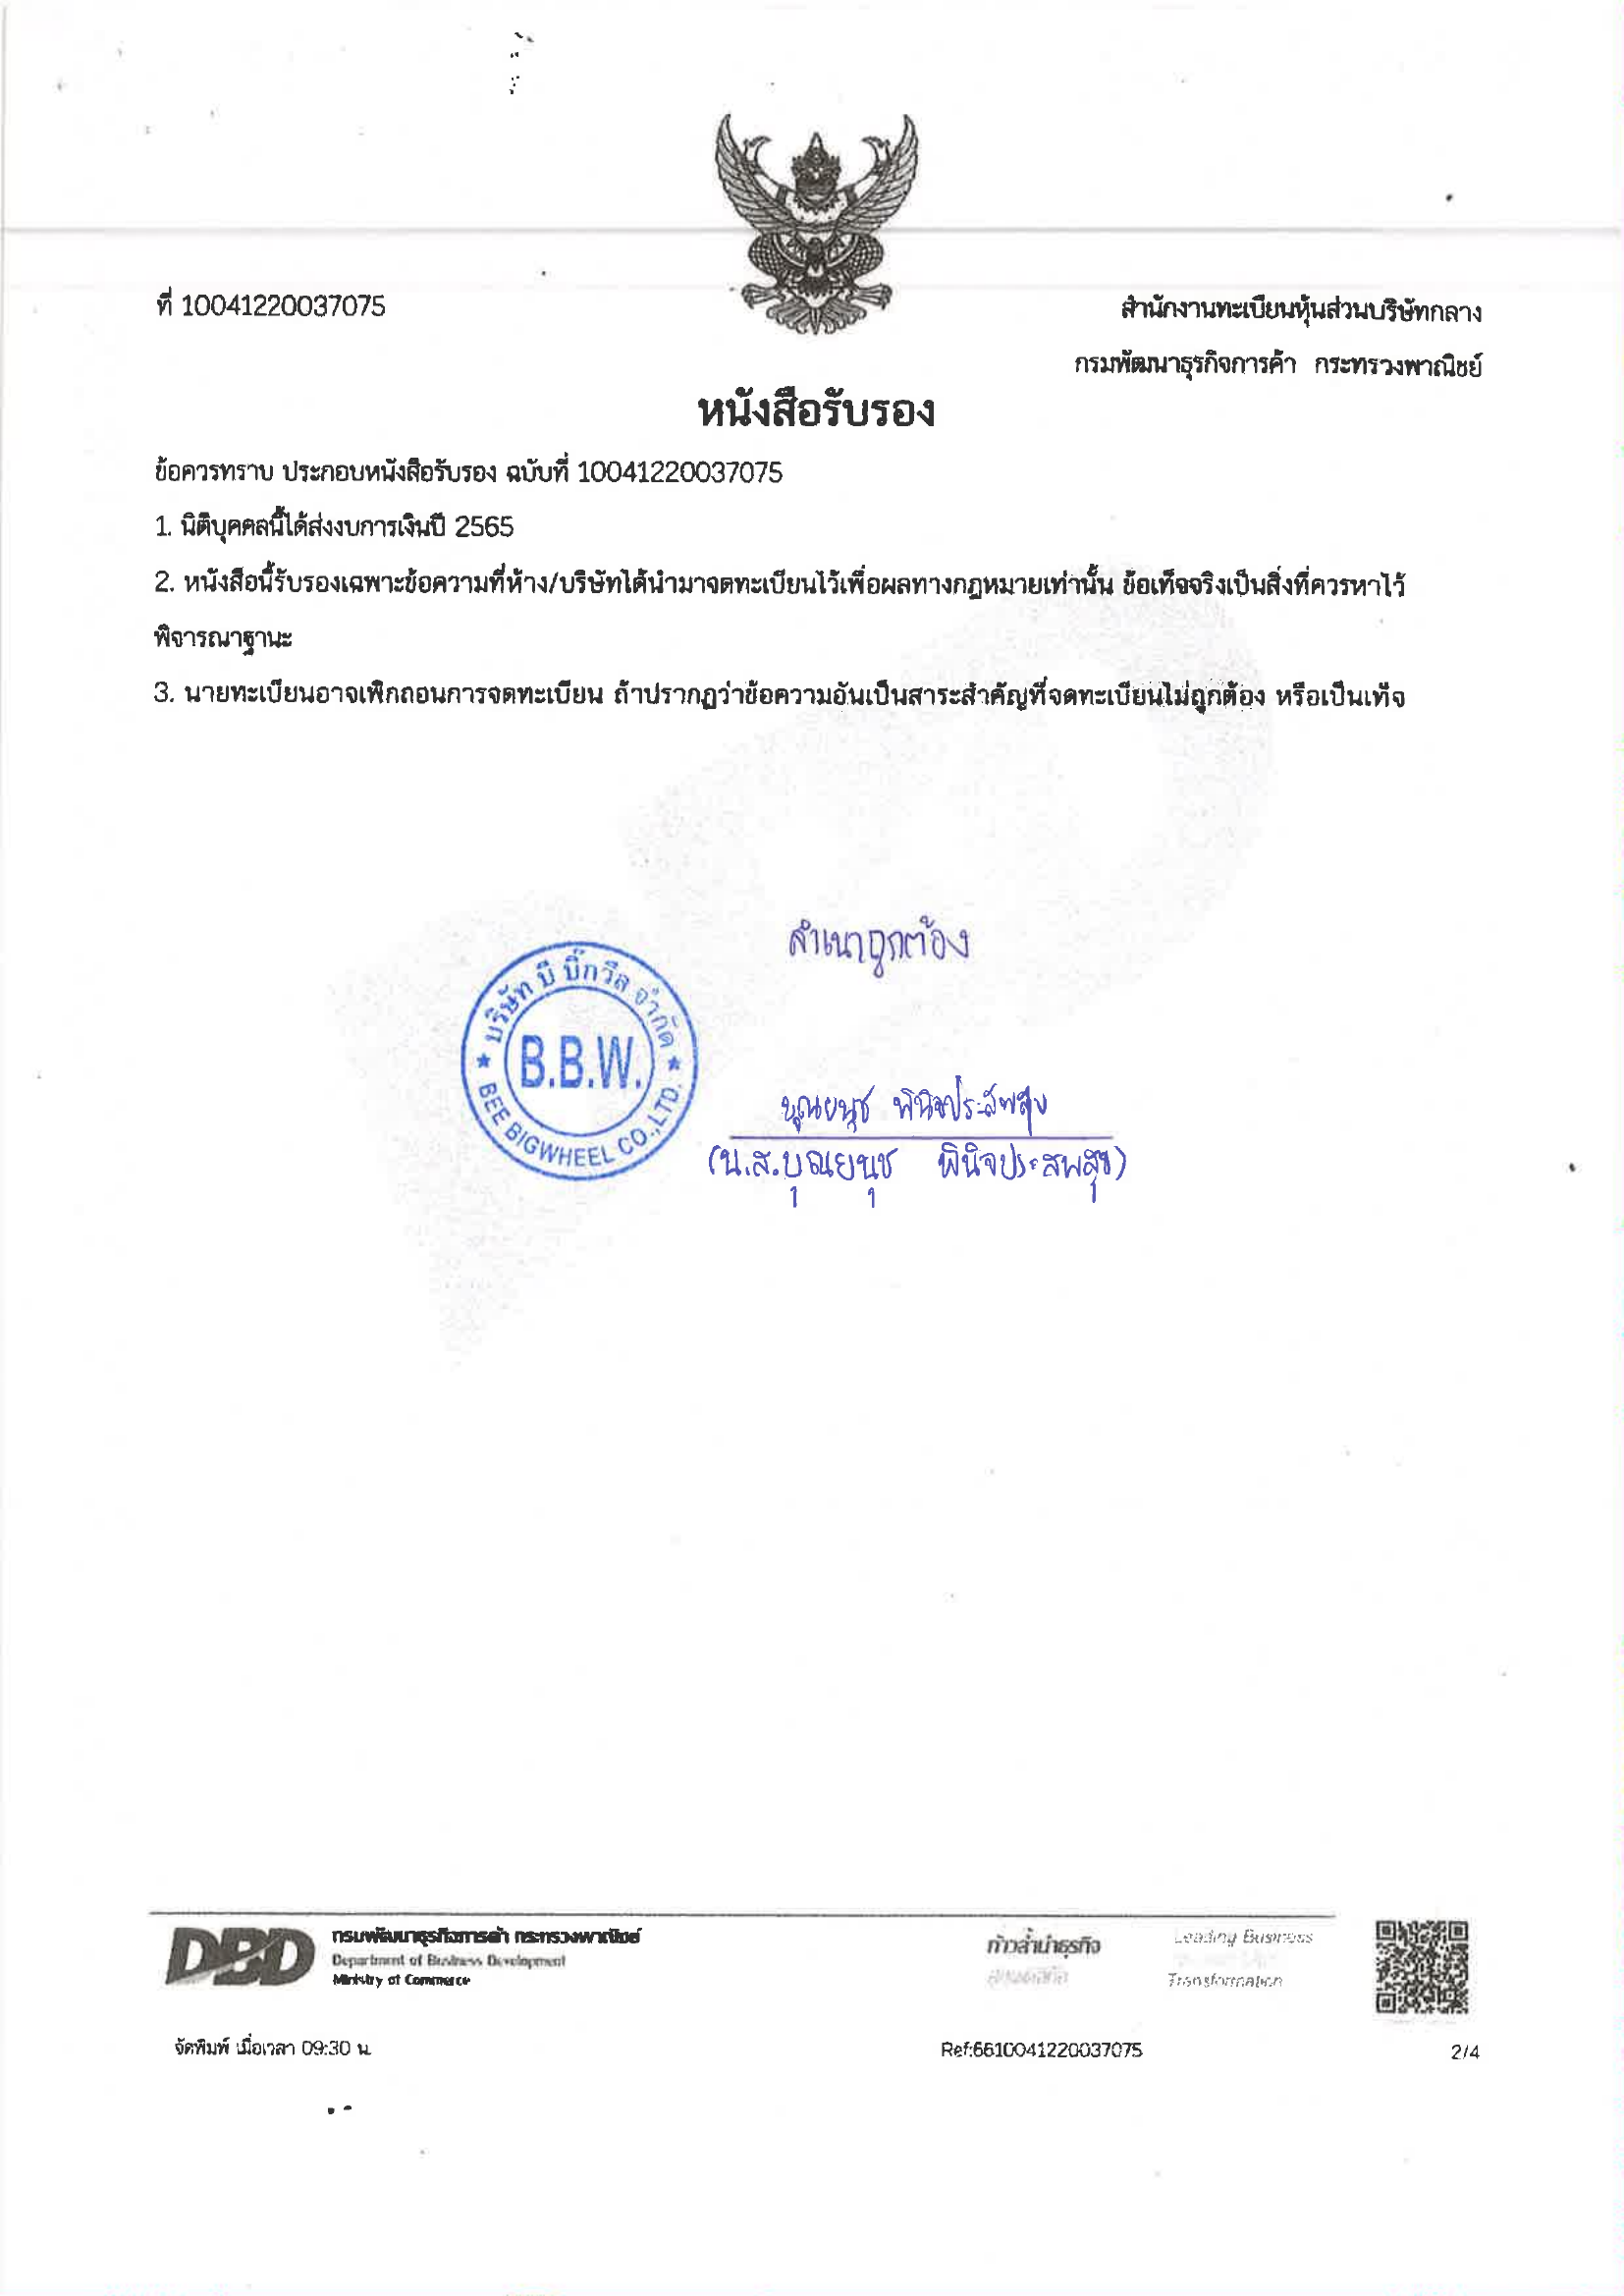 ที่ 10041220037075
สำนักงานทะเบียนหุ้นส่วนบริษัทกลาง
กรมพัฒนาธุรกิจการค้า กระทรวงพาณิชย์
หนังสือรับรอง
ข้อควรทราบ ประกอบหนังสือรับรอง ฉบับที่ 10041220037075
1. นิติบุคคลนี้ได้ส่งงบการเงินปี 2565
2. หนังสือนี้รับรองเฉพาะข้อความที่ห้าง/บริษัทได้นำมาจดทะเบียนไว้เพื่อผลทางกฎหมายเท่านั้น ข้อเท็จจริงเป็นสิ่งที่ควรหาไว้
พิจารณาฐานะ
3. นายทะเบียนอาจเพิกถอนการจดทะเบียน ถ้าปรากฏว่าข้อความอันเป็นสาระสำคัญที่จดทะเบียนไม่ถูกต้อง หรือเป็นเท็จ
สำเนาถูกต้อง
บริษัท บี บิ๊กวีล จำกัด
B.B.W.
BEE BIGWHEEL CO.,LTD.
บุณยนุช พินิจประสพสุข
(น.ส.บุณยนุช พินิจประสพสุข)
DBD
กรมพัฒนาธุรกิจการค้า กระทรวงพาณิชย์
Department of Business Development
Ministry of Commerce
ก้าวล้ำนำธุรกิจ
Leading Business
Transformation
จัดพิมพ์ เมื่อเวลา 09:30 น.
Ref:6610041220037075
2/4